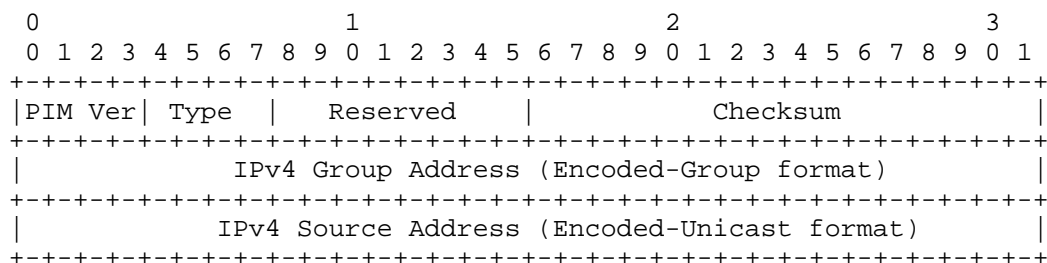 0                   1                   2                   3
 0 1 2 3 4 5 6 7 8 9 0 1 2 3 4 5 6 7 8 9 0 1 2 3 4 5 6 7 8 9 0 1
+-+-+-+-+-+-+-+-+-+-+-+-+-+-+-+-+-+-+-+-+-+-+-+-+-+-+-+-+-+-+-+-+
|PIM Ver| Type  |   Reserved    |           Checksum            |
+-+-+-+-+-+-+-+-+-+-+-+-+-+-+-+-+-+-+-+-+-+-+-+-+-+-+-+-+-+-+-+-+
|             IPv4 Group Address (Encoded-Group format)         |
+-+-+-+-+-+-+-+-+-+-+-+-+-+-+-+-+-+-+-+-+-+-+-+-+-+-+-+-+-+-+-+-+
|            IPv4 Source Address (Encoded-Unicast format)       |
+-+-+-+-+-+-+-+-+-+-+-+-+-+-+-+-+-+-+-+-+-+-+-+-+-+-+-+-+-+-+-+-+